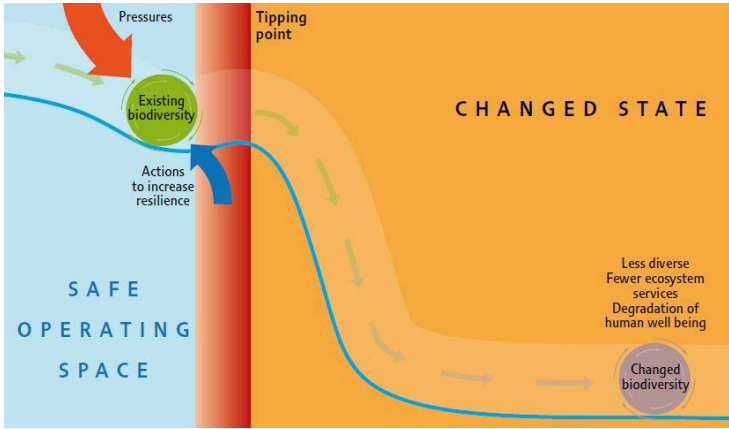 Pressures
Tipping
point
Existing
biodiversity
CHANGED STATE
Actions
to increase
resilience
SAFE
OPERATING
SPACE
Less diverse
Fewer ecosystem
services
Degradation of
human well being
Changed
biodiversity